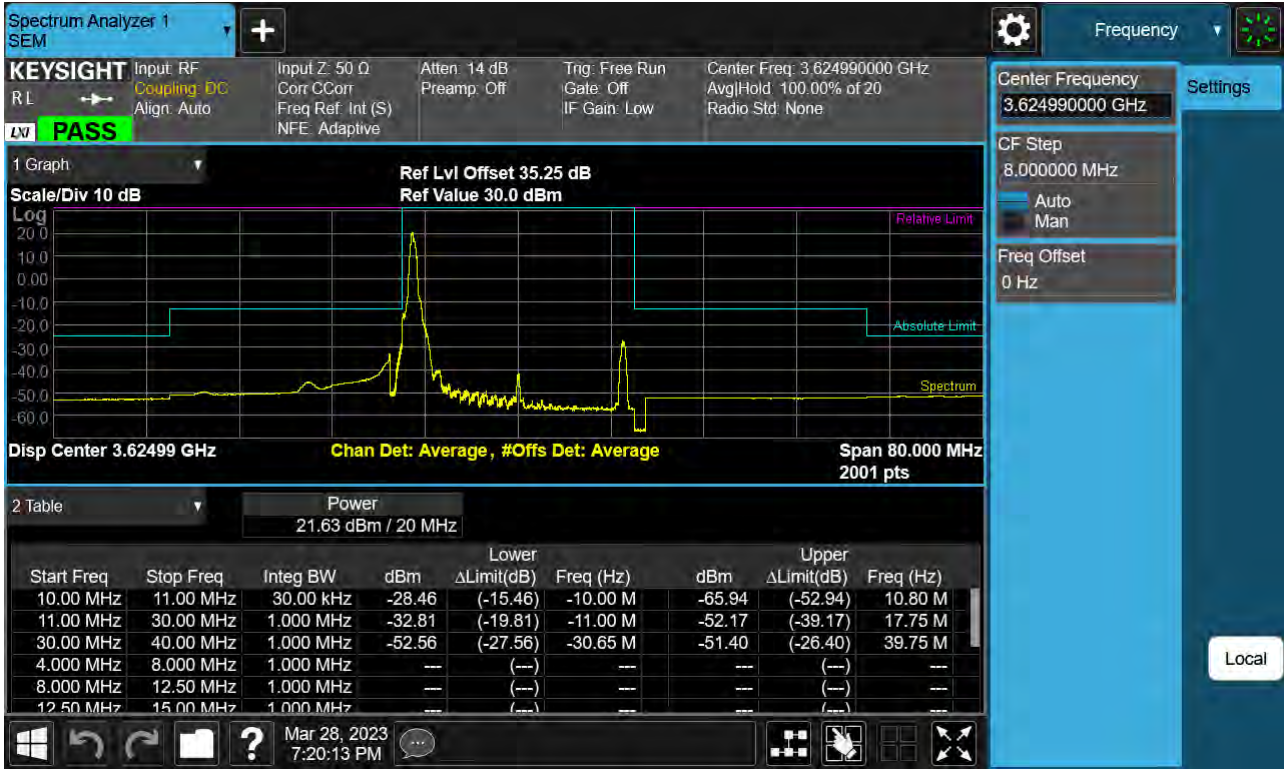 Spectrum Analyzer 1
SEM
Frequency
KEYSIGHT
RL
LXI
PASS
Input: RF
Coupling: DC
Align: Auto
Input Z: 50 Ω
Corr CCorr
Freq Ref: Int (S)
NFE: Adaptive
Atten: 14 dB
Preamp: Off
Trig: Free Run
Gate: Off
IF Gain: Low
Center Freq: 3.624990000 GHz
Avg|Hold: 100.00% of 20
Radio Std: None
Center Frequency
3.624990000 GHz
Settings
CF Step
8.000000 MHz
Auto
Man
Freq Offset
0 Hz
Local
1 Graph
Scale/Div 10 dB
Ref Lvl Offset 35.25 dB
Ref Value 30.0 dBm
Log
20.0
10.0
0.00
-10.0
-20.0
-30.0
-40.0
-50.0
-60.0
Relative Limit
Absolute Limit
Spectrum
Disp Center 3.62499 GHz
Chan Det: Average, #Offs Det: Average
Span 80.000 MHz
2001 pts
2 Table
Power
21.63 dBm / 20 MHz
Lower Upper
Start Freq Stop Freq Integ BW dBm ΔLimit(dB) Freq (Hz) dBm ΔLimit(dB) Freq (Hz)
10.00 MHz 11.00 MHz 30.00 kHz -28.46 (-15.46) -10.00 M -65.94 (-52.94) 10.80 M
11.00 MHz 30.00 MHz 1.000 MHz -32.81 (-19.81) -11.00 M -52.17 (-39.17) 17.75 M
30.00 MHz 40.00 MHz 1.000 MHz -52.56 (-27.56) -30.65 M -51.40 (-26.40) 39.75 M
4.000 MHz 8.000 MHz 1.000 MHz --- (---) --- --- (---) ---
8.000 MHz 12.50 MHz 1.000 MHz --- (---) --- --- (---) ---
12.50 MHz 15.00 MHz 1.000 MHz --- (---) --- --- (---) ---
Mar 28, 2023
7:20:13 PM